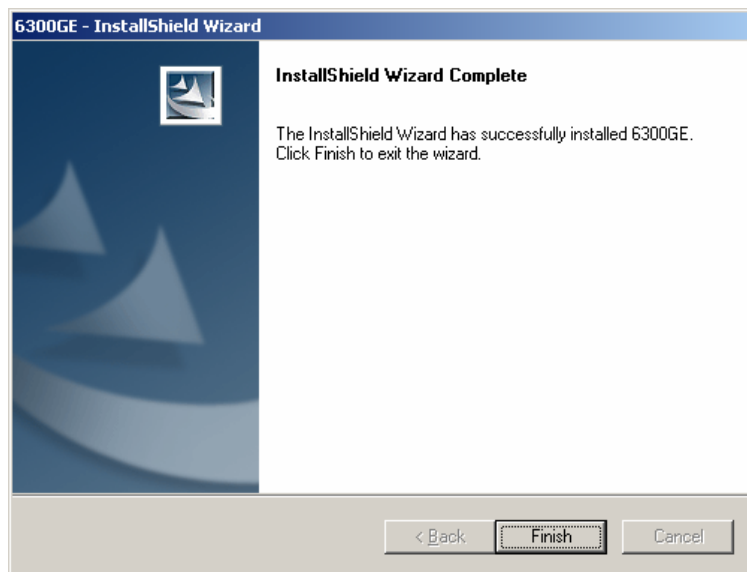 6300GE - InstallShield Wizard
InstallShield Wizard Complete
The InstallShield Wizard has successfully installed 6300GE.
Click Finish to exit the wizard.
< Back
Finish
Cancel